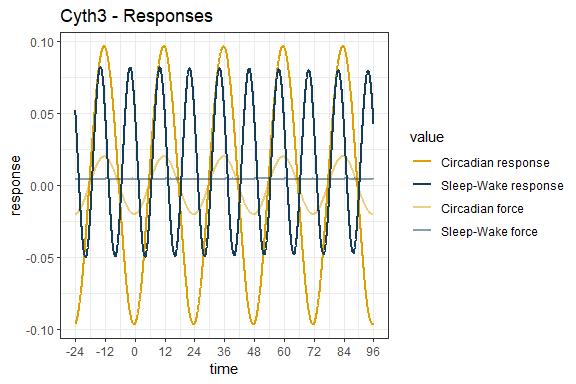 Cyth3 - Responses
0.10
0.05
0.00
-0.05
-0.10
response
-24 -12 0 12 24 36 48 60 72 84 96
time
value
Circadian response
Sleep-Wake response
Circadian force
Sleep-Wake force